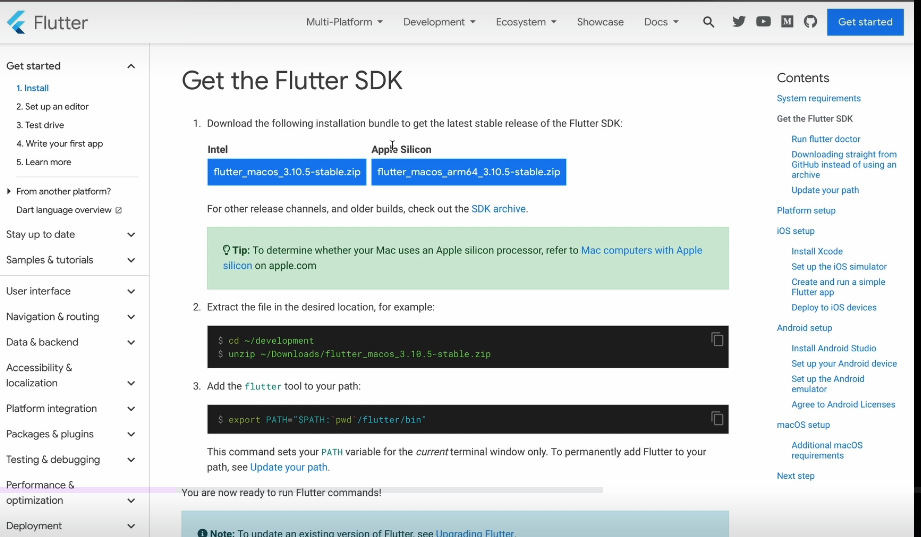 Flutter
Multi-Platform
Development
Ecosystem
Showcase
Docs
Get started
Get started
1. Install
2. Set up an editor
3. Test drive
4. Write your first app
5. Learn more
From another platform?
Dart language overview
Stay up to date
Samples & tutorials
User interface
Navigation & routing
Data & backend
Accessibility &
localization
Platform integration
Packages & plugins
Testing & debugging
Performance &
optimization
Deployment
Get the Flutter SDK
1. Download the following installation bundle to get the latest stable release of the Flutter SDK:
Intel
Apple Silicon
flutter_macos_3.10.5-stable.zip
flutter_macos_arm64_3.10.5-stable.zip
For other release channels, and older builds, check out the SDK archive.
Tip: To determine whether your Mac uses an Apple silicon processor, refer to Mac computers with Apple
silicon on apple.com
2. Extract the file in the desired location, for example:
$ cd ~/development
$ unzip ~/Downloads/flutter_macos_3.10.5-stable.zip
3. Add the flutter tool to your path:
$ export PATH="$PATH:`pwd`/flutter/bin"
This command sets your PATH variable for the current terminal window only. To permanently add Flutter to your
path, see Update your path.
You are now ready to run Flutter commands!
Note: To update an existing version of Flutter, see Upgrading Flutter.
Contents
System requirements
Get the Flutter SDK
Run flutter doctor
Downloading straight from
GitHub instead of using an
archive
Update your path
Platform setup
iOS setup
Install Xcode
Set up the iOS simulator
Create and run a simple
Flutter app
Deploy to iOS devices
Android setup
Install Android Studio
Set up your Android device
Set up the Android
emulator
Agree to Android Licenses
macOS setup
Additional macOS
requirements
Next step